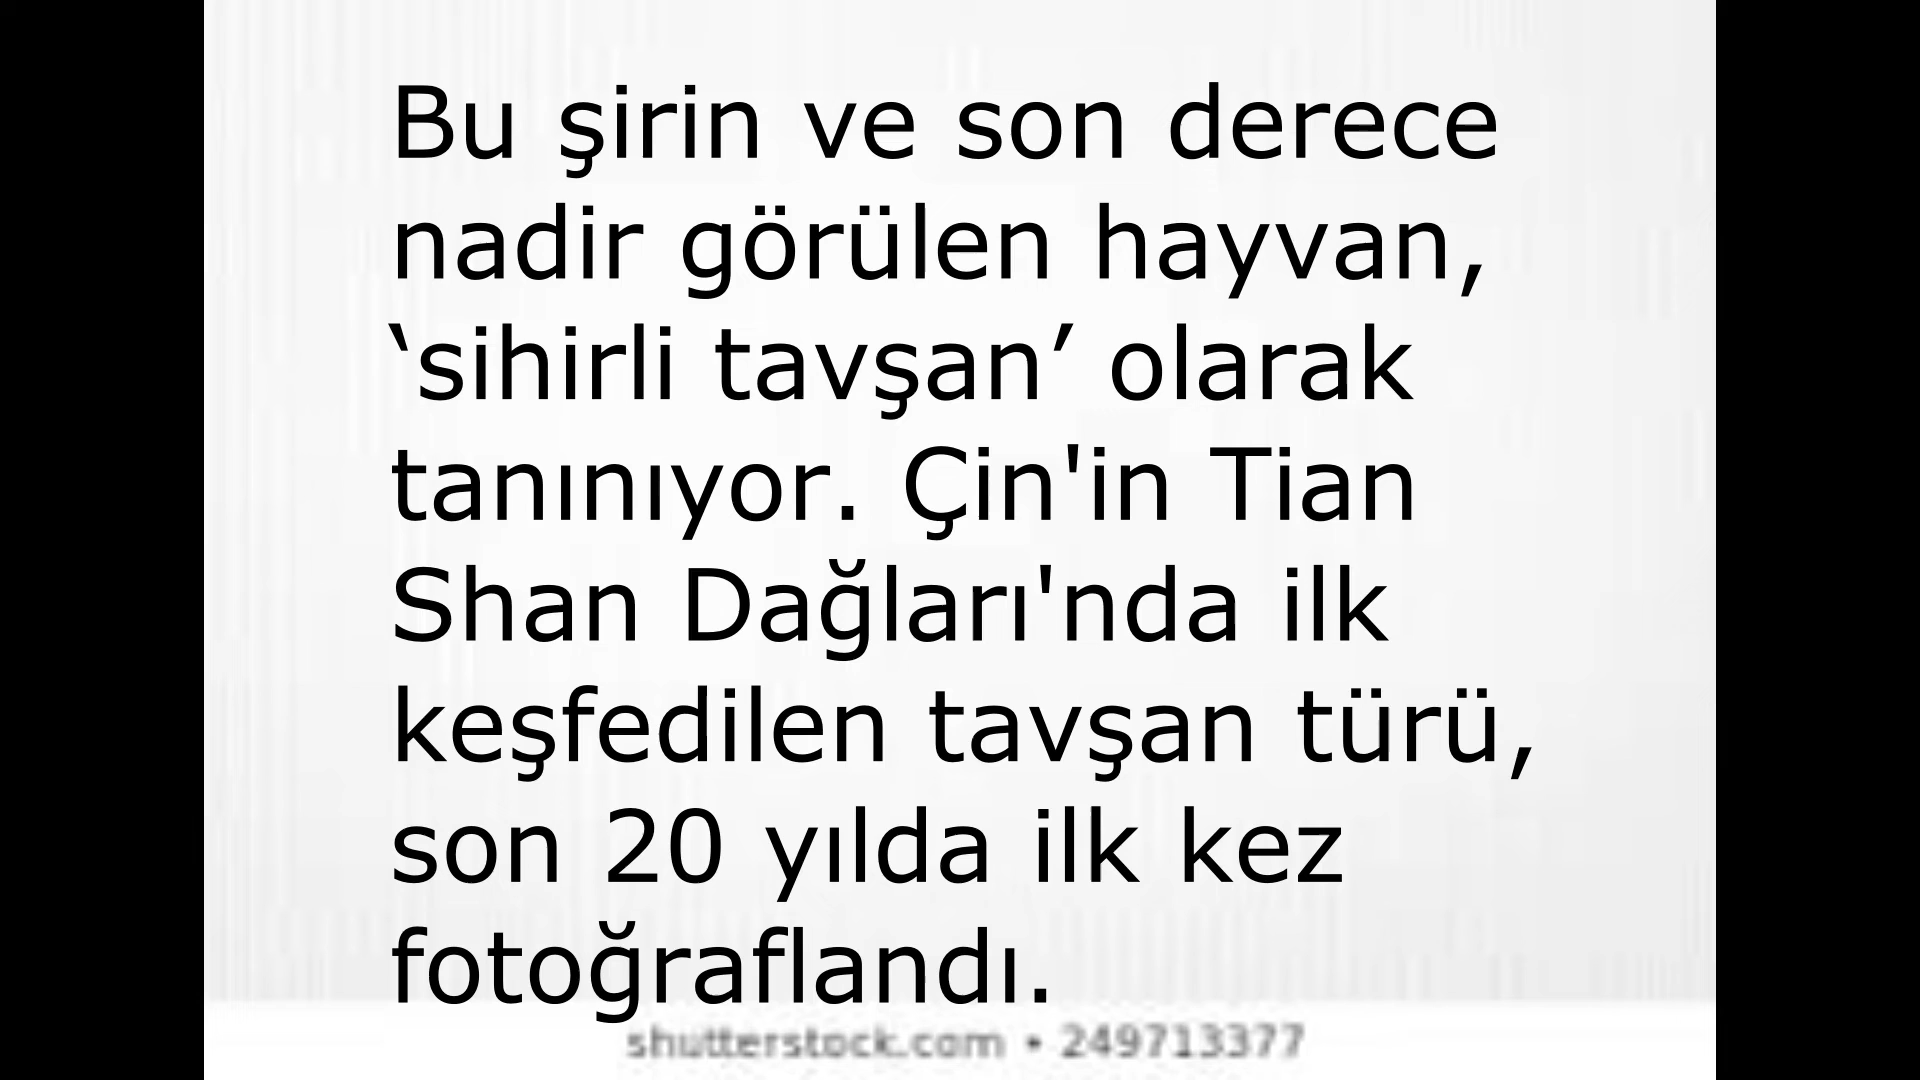 Bu şirin ve son derece
nadir görülen hayvan,
‘sihirli tavşan’ olarak
tanınıyor. Çin'in Tian
Shan Dağları'nda ilk
keşfedilen tavşan türü,
son 20 yılda ilk kez
fotoğraflandı.
shutterstock.com • 249713377